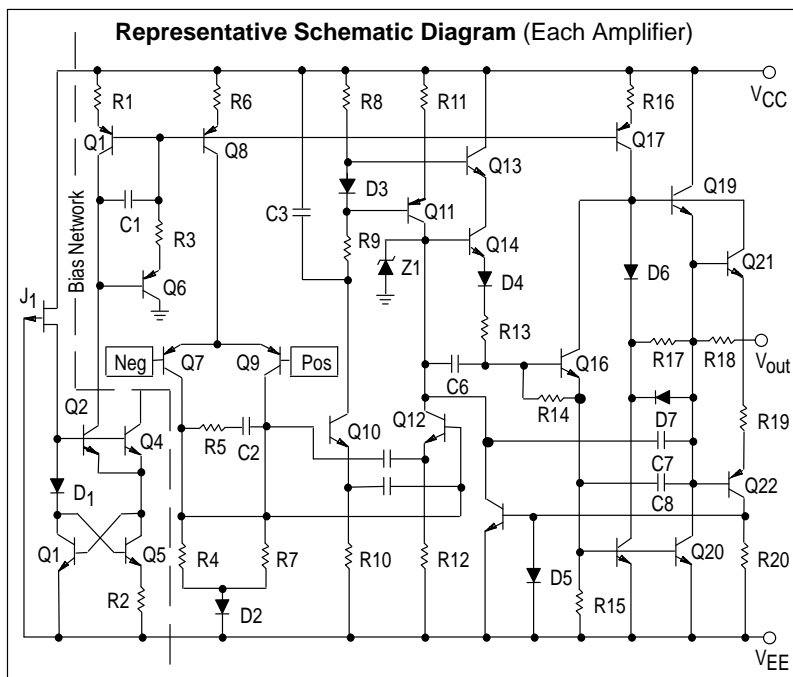 Representative Schematic Diagram (Each Amplifier)
VCC
R1
R6
R8
R11
R16
Q1
Q8
Q17
Q13
D3
Q19
C1
C3
Q11
R3
R9
Q14
Q21
Bias Network
Z1
D6
Q6
D4
J1
R13
R17
R18
Vout
Neg
Q7
Q9
Pos
Q16
C6
R14
D7
Q2
Q4
R5
C2
Q10
Q12
R19
C7
D1
C8
Q22
Q1
Q5
R4
R7
R10
R12
D5
Q20
R20
R2
D2
R15
VEE